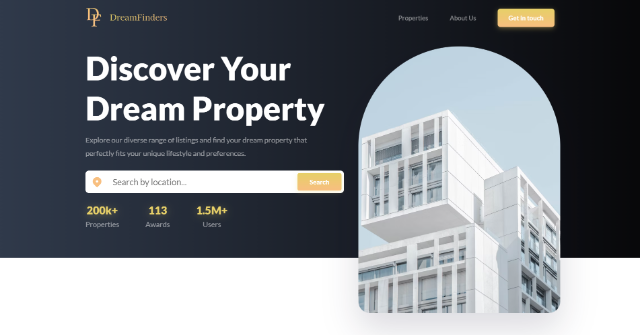 DF DreamFinders
Properties
About Us
Get in touch
Discover Your
Dream Property
Explore our diverse range of listings and find your dream property that
perfectly fits your unique lifestyle and preferences.
Search by location...
Search
200k+ 113 1.5M+
Properties Awards Users